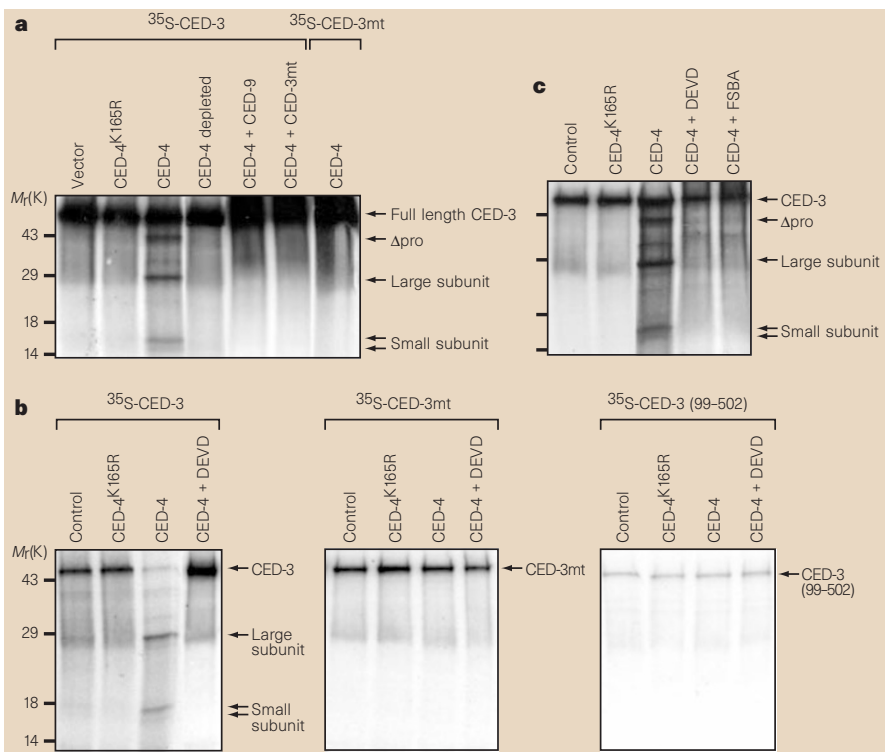 a
35S-CED-3
35S-CED-3mt
Vector
CED-4K165R
CED-4
CED-4 depleted
CED-4 + CED-9
CED-4 + CED-3mt
CED-4
Mr(K)
43
29
18
14
Full length CED-3
Δpro
Large subunit
Small subunit
c
Control
CED-4K165R
CED-4
CED-4 + DEVD
CED-4 + FSBA
CED-3
Δpro
Large subunit
Small subunit
b
35S-CED-3
Control
CED-4K165R
CED-4
CED-4 + DEVD
Mr(K)
43
29
18
14
CED-3
Large
subunit
Small
subunit
35S-CED-3mt
Control
CED-4K165R
CED-4
CED-4 + DEVD
CED-3mt
35S-CED-3 (99-502)
Control
CED-4K165R
CED-4
CED-4 + DEVD
CED-3
(99-502)